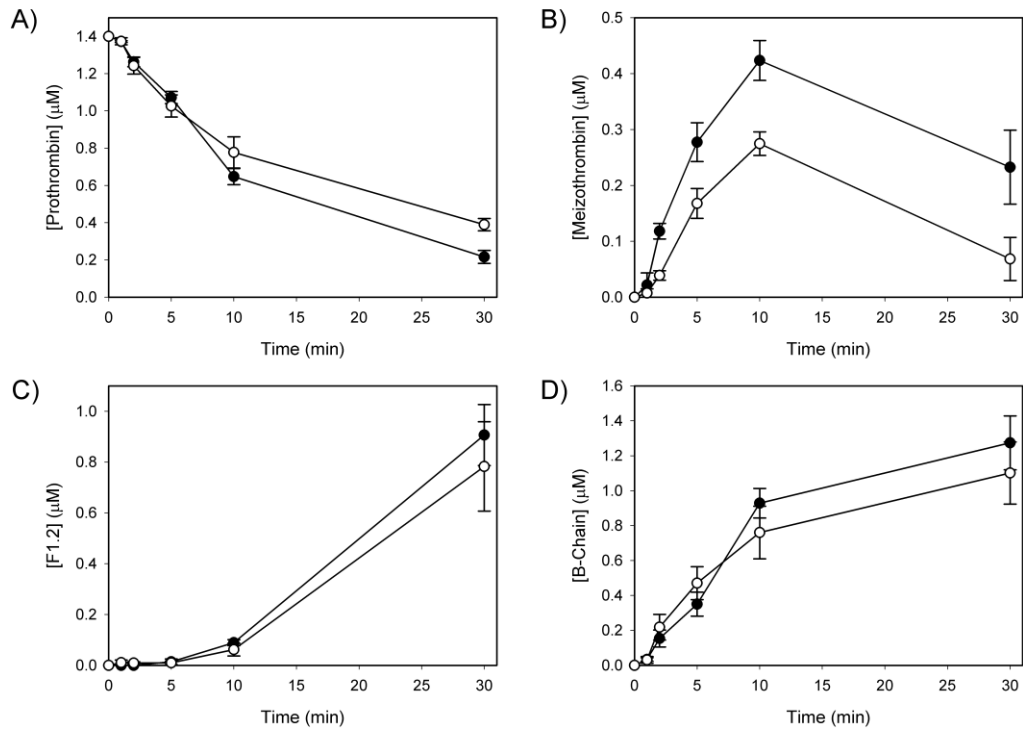 A)
[Prothrombin] (μM)
1.4
1.2
1.0
0.8
0.6
0.4
0.2
0.0
0 5 10 15 20 25 30
Time (min)
B)
[Meizothrombin] (μM)
0.5
0.4
0.3
0.2
0.1
0.0
0 5 10 15 20 25 30
Time (min)
C)
[F1.2] (μM)
1.0
0.8
0.6
0.4
0.2
0.0
0 5 10 15 20 25 30
Time (min)
D)
[B-Chain] (μM)
1.6
1.4
1.2
1.0
0.8
0.6
0.4
0.2
0.0
0 5 10 15 20 25 30
Time (min)